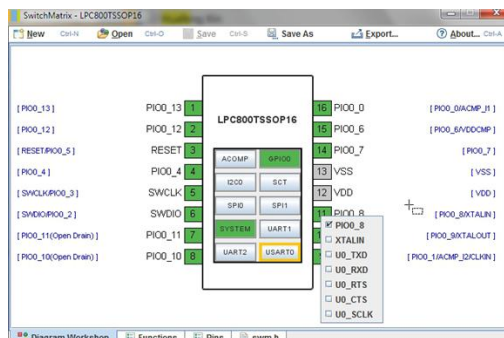 SwitchMatrix - LPC800TSSOP16
New Ctrl-N Open Ctrl-O Save Ctrl-S Save As Export... About... Ctrl-A
[ PIO0_13 ] PIO0_13 1 16 PIO0_0 [ PIO0_0/ACMP_I1 ]
LPC800TSSOP16
[ PIO0_12 ] PIO0_12 2 15 PIO0_6 [ PIO0_6/VDDCMP ]
[ RESET/PIO0_5 ] RESET 3 14 PIO0_7 [ PIO0_7 ]
ACOMP GPIO0
[ PIO0_4 ] PIO0_4 4 13 VSS [ VSS ]
I2C0 SCT
[ SWCLK/PIO0_3 ] SWCLK 5 12 VDD [ VDD ]
SPI0 SPI1
[ SWDIO/PIO0_2 ] SWDIO 6 11 PIO0_8 [ PIO0_8/XTALIN ]
SYSTEM UART1
[ PIO0_11(Open Drain) ] PIO0_11 7 [ PIO0_9/XTALOUT ]
UART2 USART0
[ PIO0_10(Open Drain) ] PIO0_10 8 [ PIO0_1/ACMP_I2/CLKIN ]
PIO0_8
XTALIN
U0_TXD
U0_RXD
U0_RTS
U0_CTS
U0_SCLK
Diagram Workshop Functions Pins swm.h